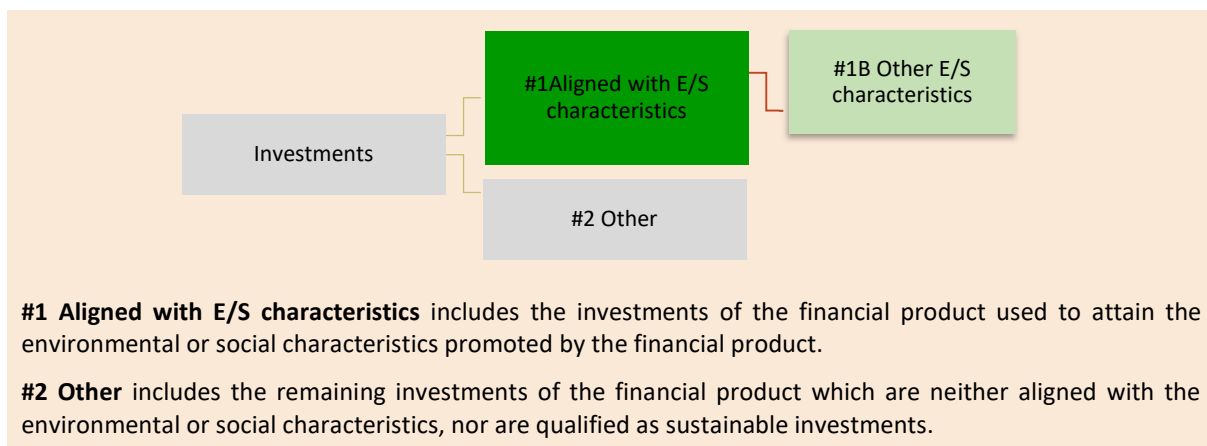 #1Aligned with E/S
characteristics
#1B Other E/S
characteristics
Investments
#2 Other
#1 Aligned with E/S characteristics includes the investments of the financial product used to attain the
environmental or social characteristics promoted by the financial product.
#2 Other includes the remaining investments of the financial product which are neither aligned with the
environmental or social characteristics, nor are qualified as sustainable investments.